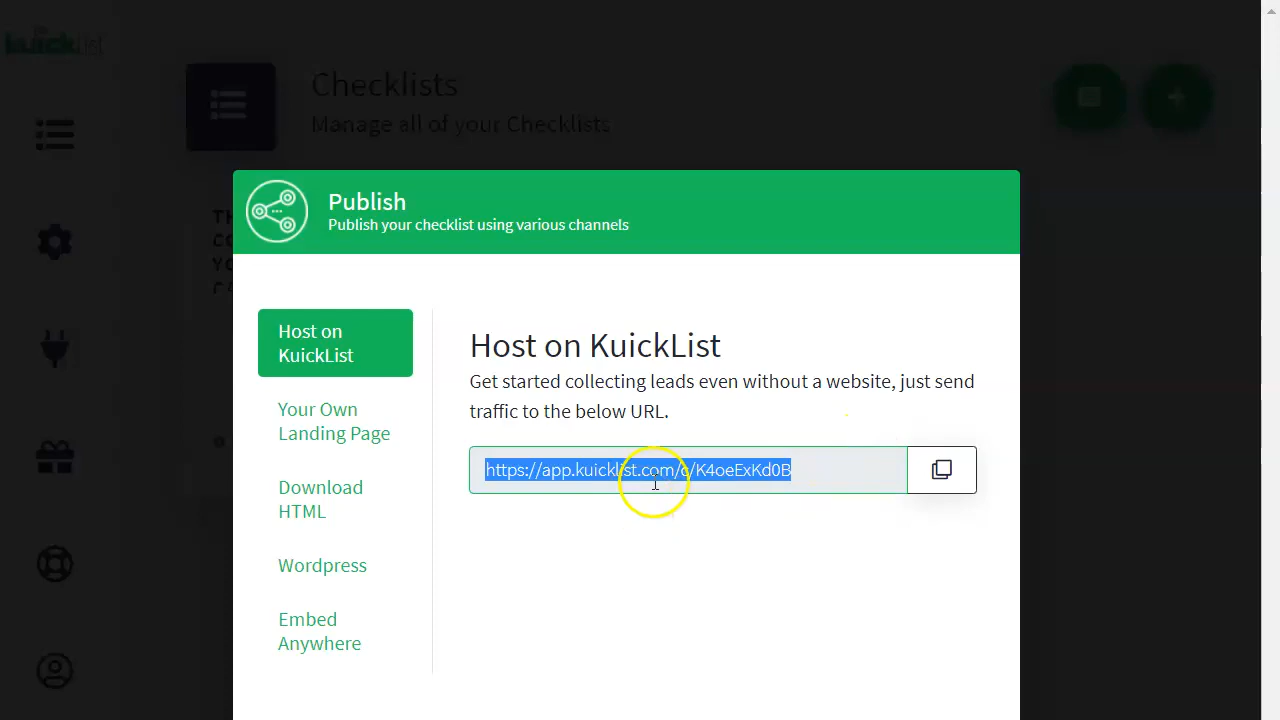 kuicklist
Checklists
Manage all of your Checklists
Publish
Publish your checklist using various channels
Host on
KuickList
Your Own
Landing Page
Download
HTML
Wordpress
Embed
Anywhere
Host on KuickList
Get started collecting leads even without a website, just send
traffic to the below URL.
https://app.kuicklist.com/c/K4oeExKd0B